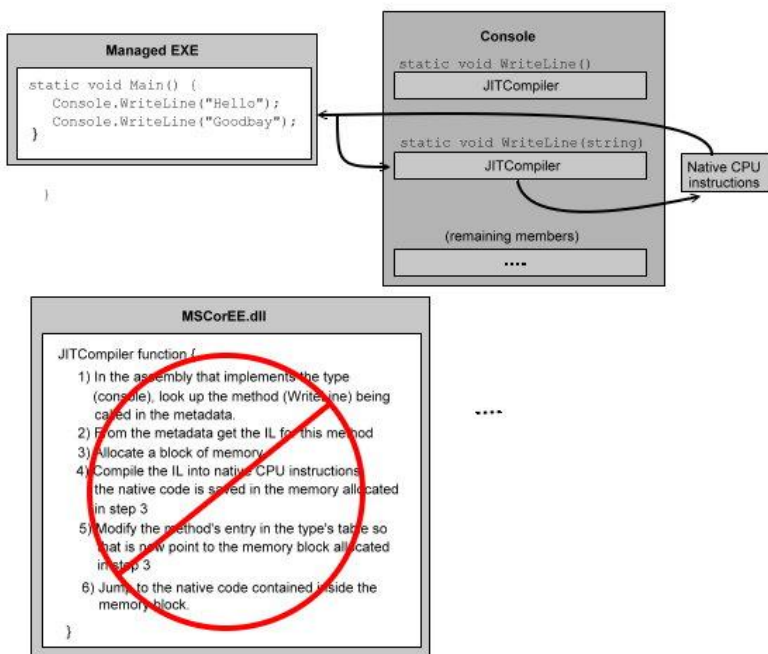 Managed EXE
static void Main() {
Console.WriteLine("Hello");
Console.WriteLine("Goodbay");
}
}
Console
static void WriteLine()
JITCompiler
static void WriteLine(string)
JITCompiler
(remaining members)
....
Native CPU
instructions
MSCorEE.dll
JITCompiler function {
1) In the assembly that implements the type
(console), look up the method (WriteLine) being
called in the metadata.
2) From the metadata get the IL for this method
3) Allocate a block of memory
4) Compile the IL into native CPU instructions
the native code is saved in the memory allocated
in step 3
5) Modify the method's entry in the type's table so
that is now point to the memory block allocated
in step 3
6) Jump to the native code contained inside the
memory block.
}
....